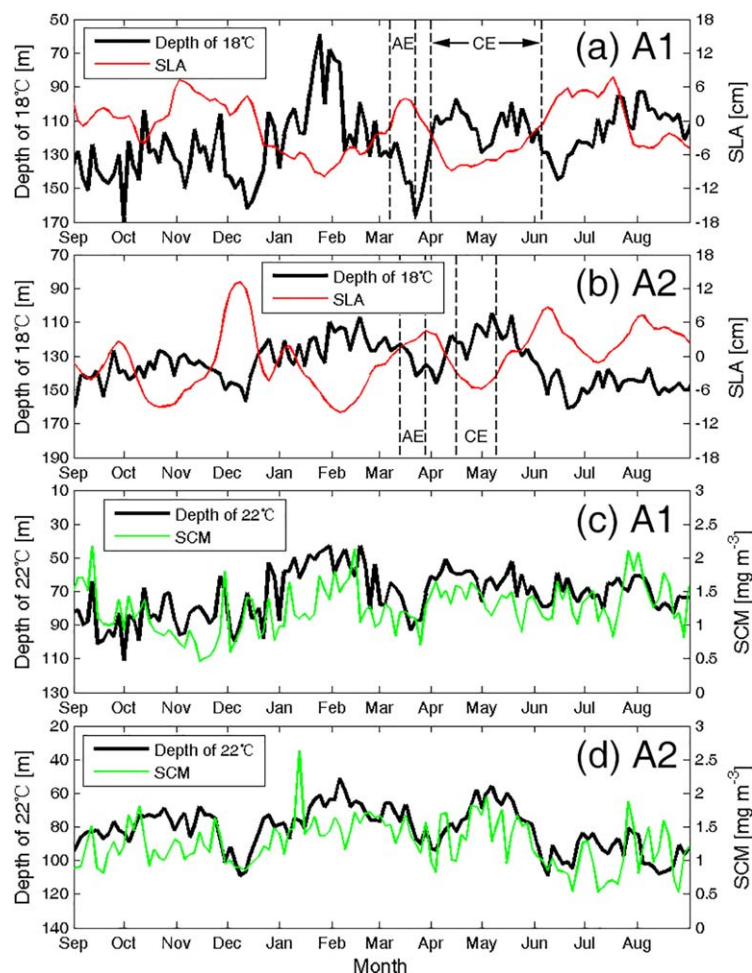 (a) A1
Depth of 18℃
SLA
AE
CE
Depth of 18℃ [m]
50
70
90
110
130
150
170
SLA [cm]
18
12
6
0
-6
-12
-18
Sep Oct Nov Dec Jan Feb Mar Apr May Jun Jul Aug
(b) A2
Depth of 18℃
SLA
AE
CE
Depth of 18℃ [m]
70
90
110
130
150
170
190
SLA [cm]
18
12
6
0
-6
-12
-18
Sep Oct Nov Dec Jan Feb Mar Apr May Jun Jul Aug
(c) A1
Depth of 22℃
SCM
Depth of 22℃ [m]
10
30
50
70
90
110
130
SCM [mg m⁻³]
3
2.5
2
1.5
1
0.5
0
Sep Oct Nov Dec Jan Feb Mar Apr May Jun Jul Aug
(d) A2
Depth of 22℃
SCM
Depth of 22℃ [m]
20
40
60
80
100
120
140
SCM [mg m⁻³]
3
2.5
2
1.5
1
0.5
0
Sep Oct Nov Dec Jan Feb Mar Apr May Jun Jul Aug
Month